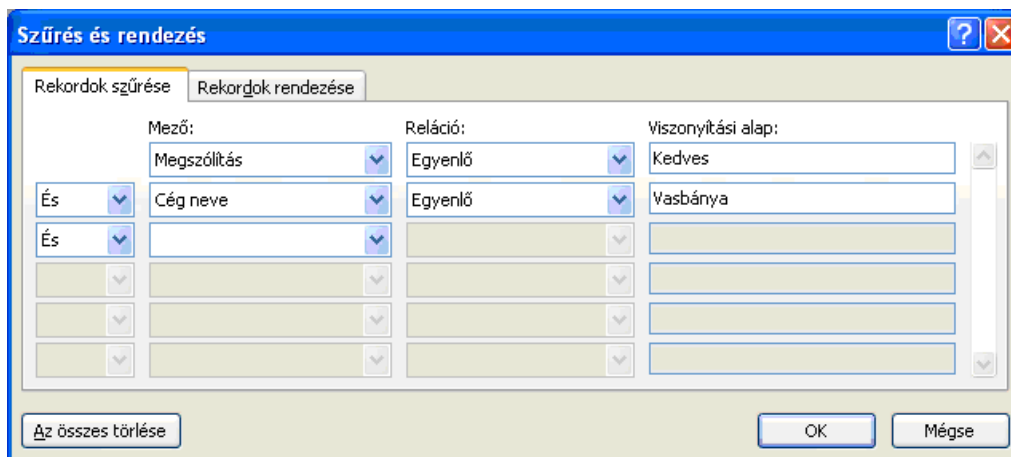 Szűrés és rendezés
Rekordok szűrése Rekordok rendezése
Mező: Reláció: Viszonyítási alap:
Megszólítás Egyenlő Kedves
És Cég neve Egyenlő Vasbánya
És
Az összes törlése OK Mégse